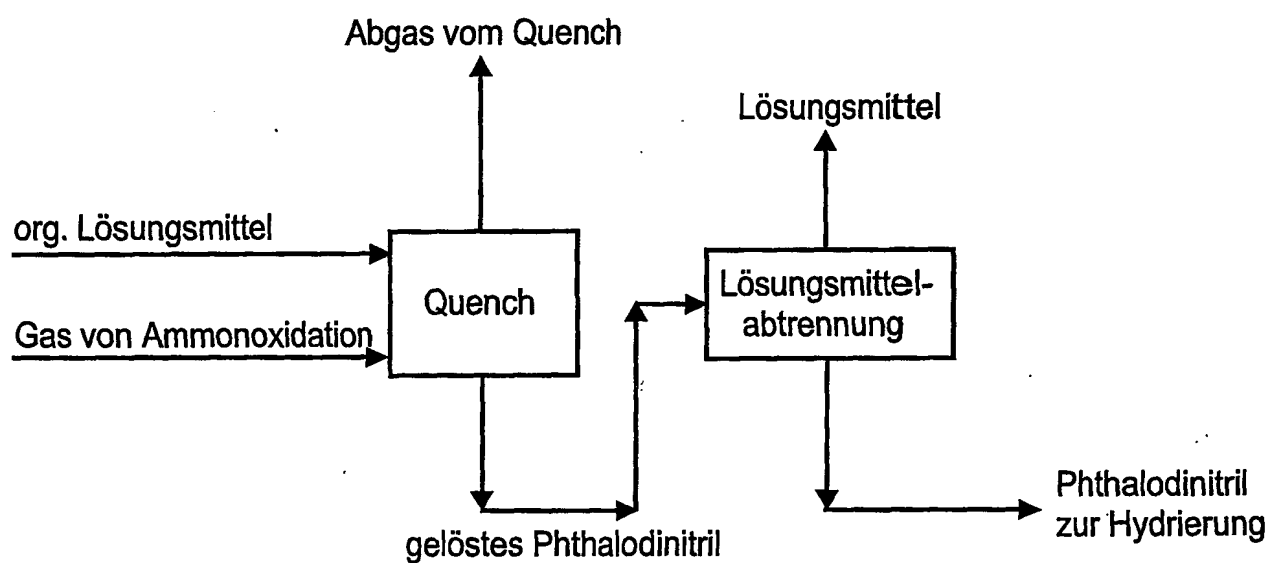 Abgas vom Quench
Lösungsmittel
org. Lösungsmittel
Gas von Ammonoxidation
Quench
Lösungsmittel-
abtrennung
gelöstes Phthalodinitril
Phthalodinitril
zur Hydrierung